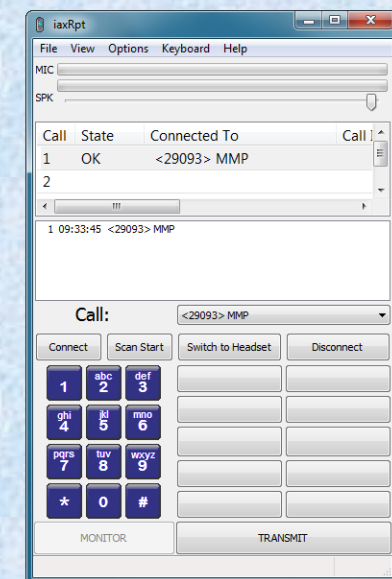 iaxRpt
File View Options Keyboard Help
MIC
SPK
Call State Connected To Call
1 OK <29093> MMP
2
1 09:33:45 <29093> MMP
Call: <29093> MMP
Connect Scan Start Switch to Headset Disconnect
1 abc 2 def 3
ghi 4 jkl 5 mno 6
pqrs 7 tuv 8 wxyz 9
* 0 #
MONITOR TRANSMIT